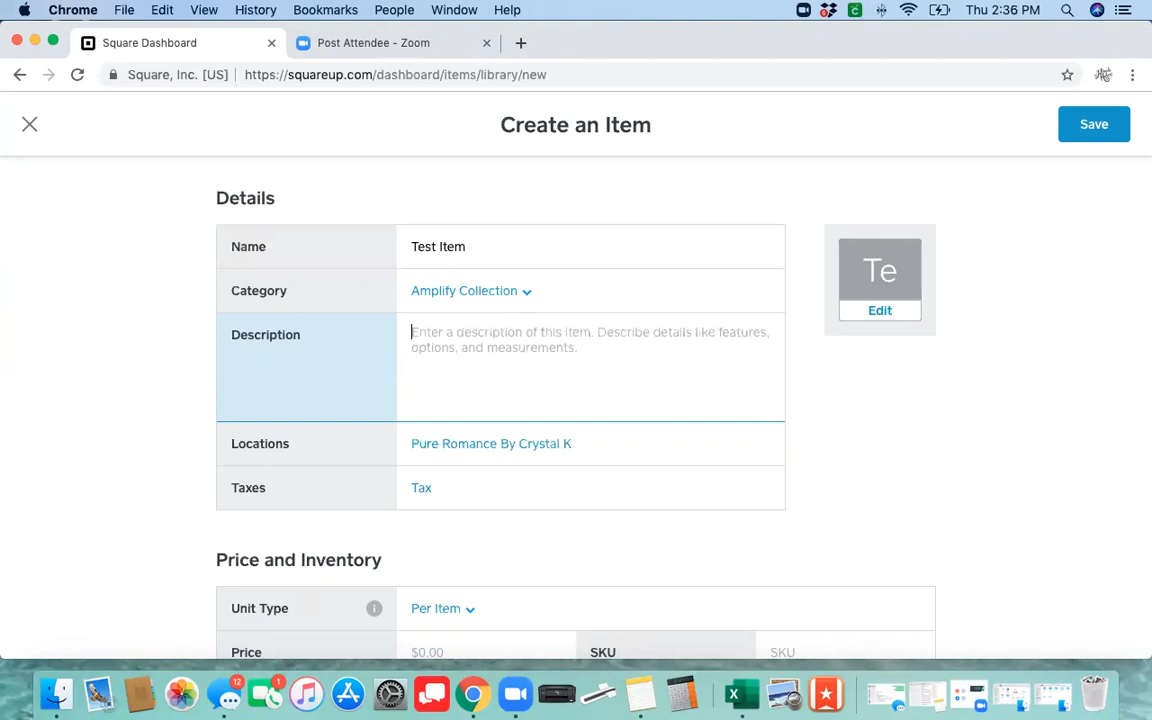 Chrome File Edit View History Bookmarks People Window Help Thu 2:36 PM
Square Dashboard Post Attendee - Zoom
Square, Inc. [US] https://squareup.com/dashboard/items/library/new
Create an Item
Save
Details
Name Test Item
Te
Category Amplify Collection
Edit
Description Enter a description of this item. Describe details like features,
options, and measurements.
Locations Pure Romance By Crystal K
Taxes Tax
Price and Inventory
Unit Type i Per Item
Price $0.00 SKU SKU
12
1